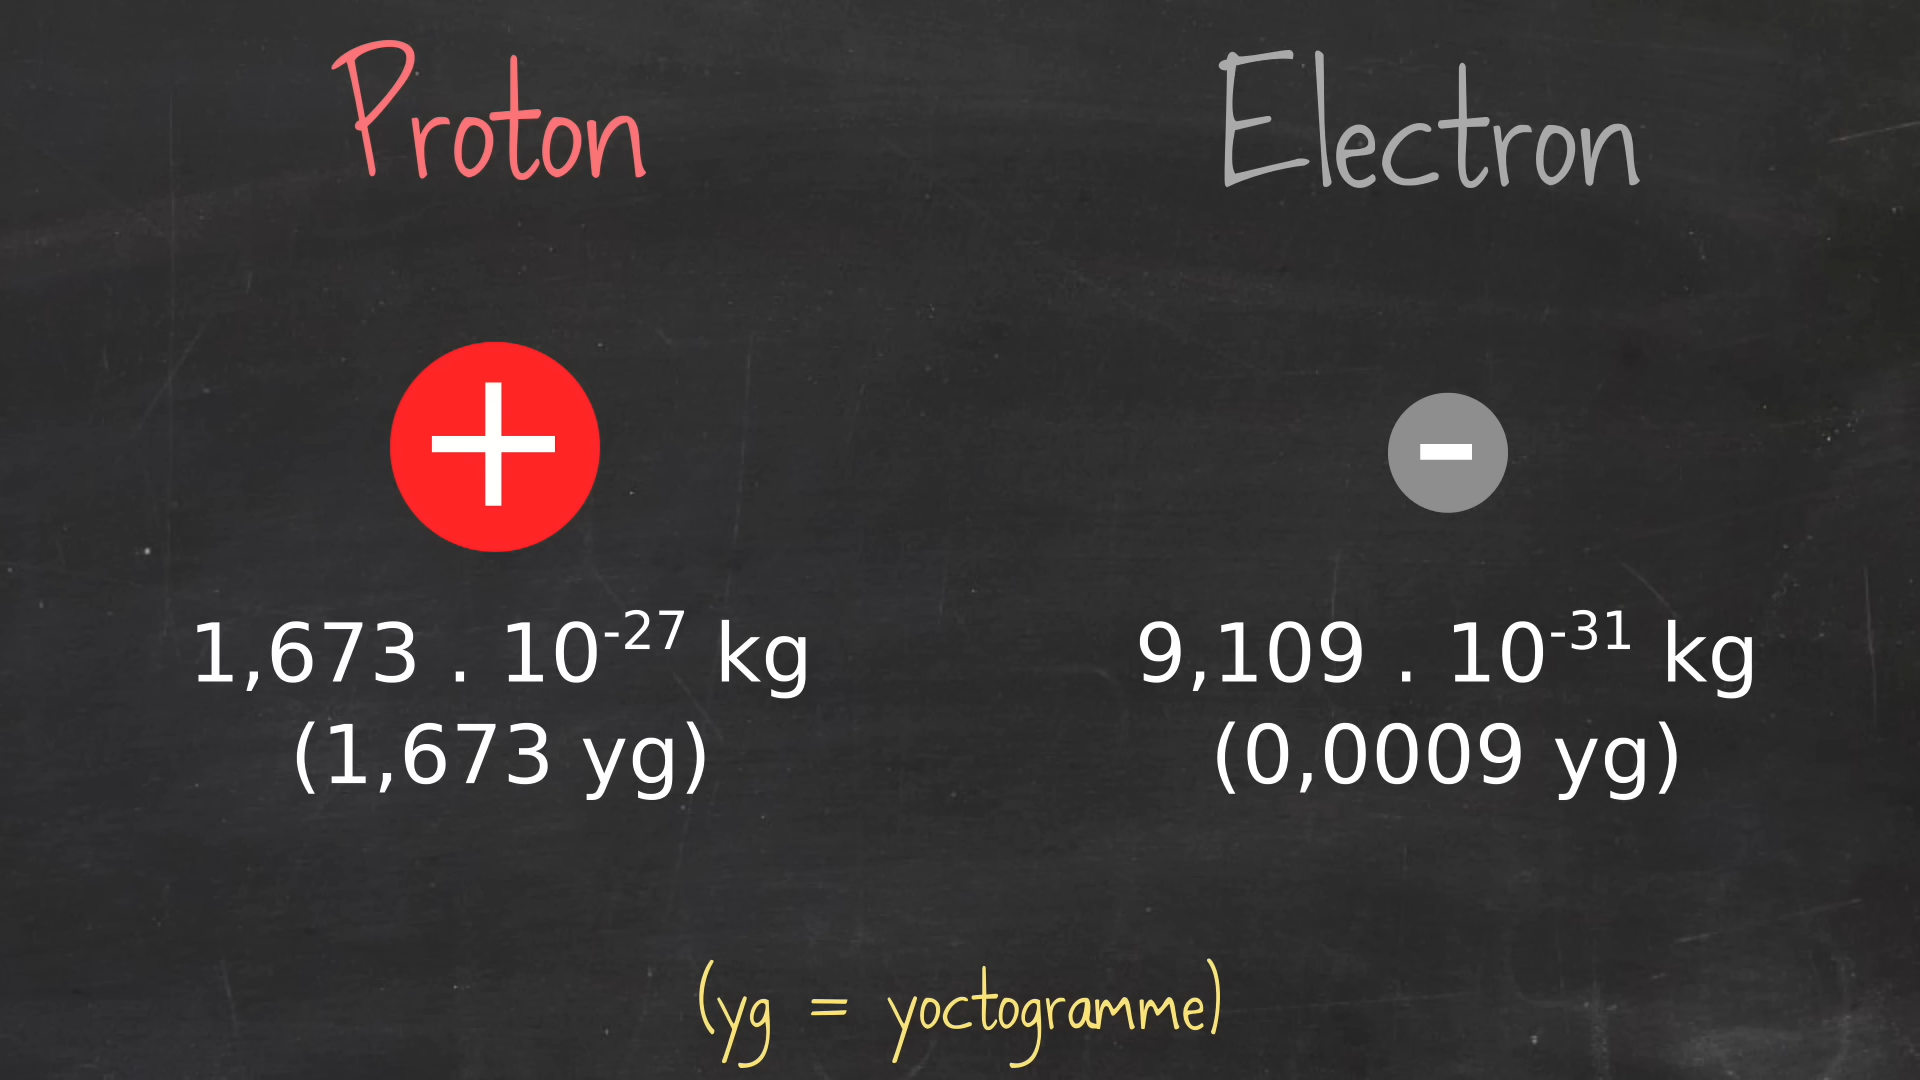 Proton
Electron
+
-
1,673 . 10⁻²⁷ kg
(1,673 yg)
9,109 . 10⁻³¹ kg
(0,0009 yg)
(yg = yoctogramme)